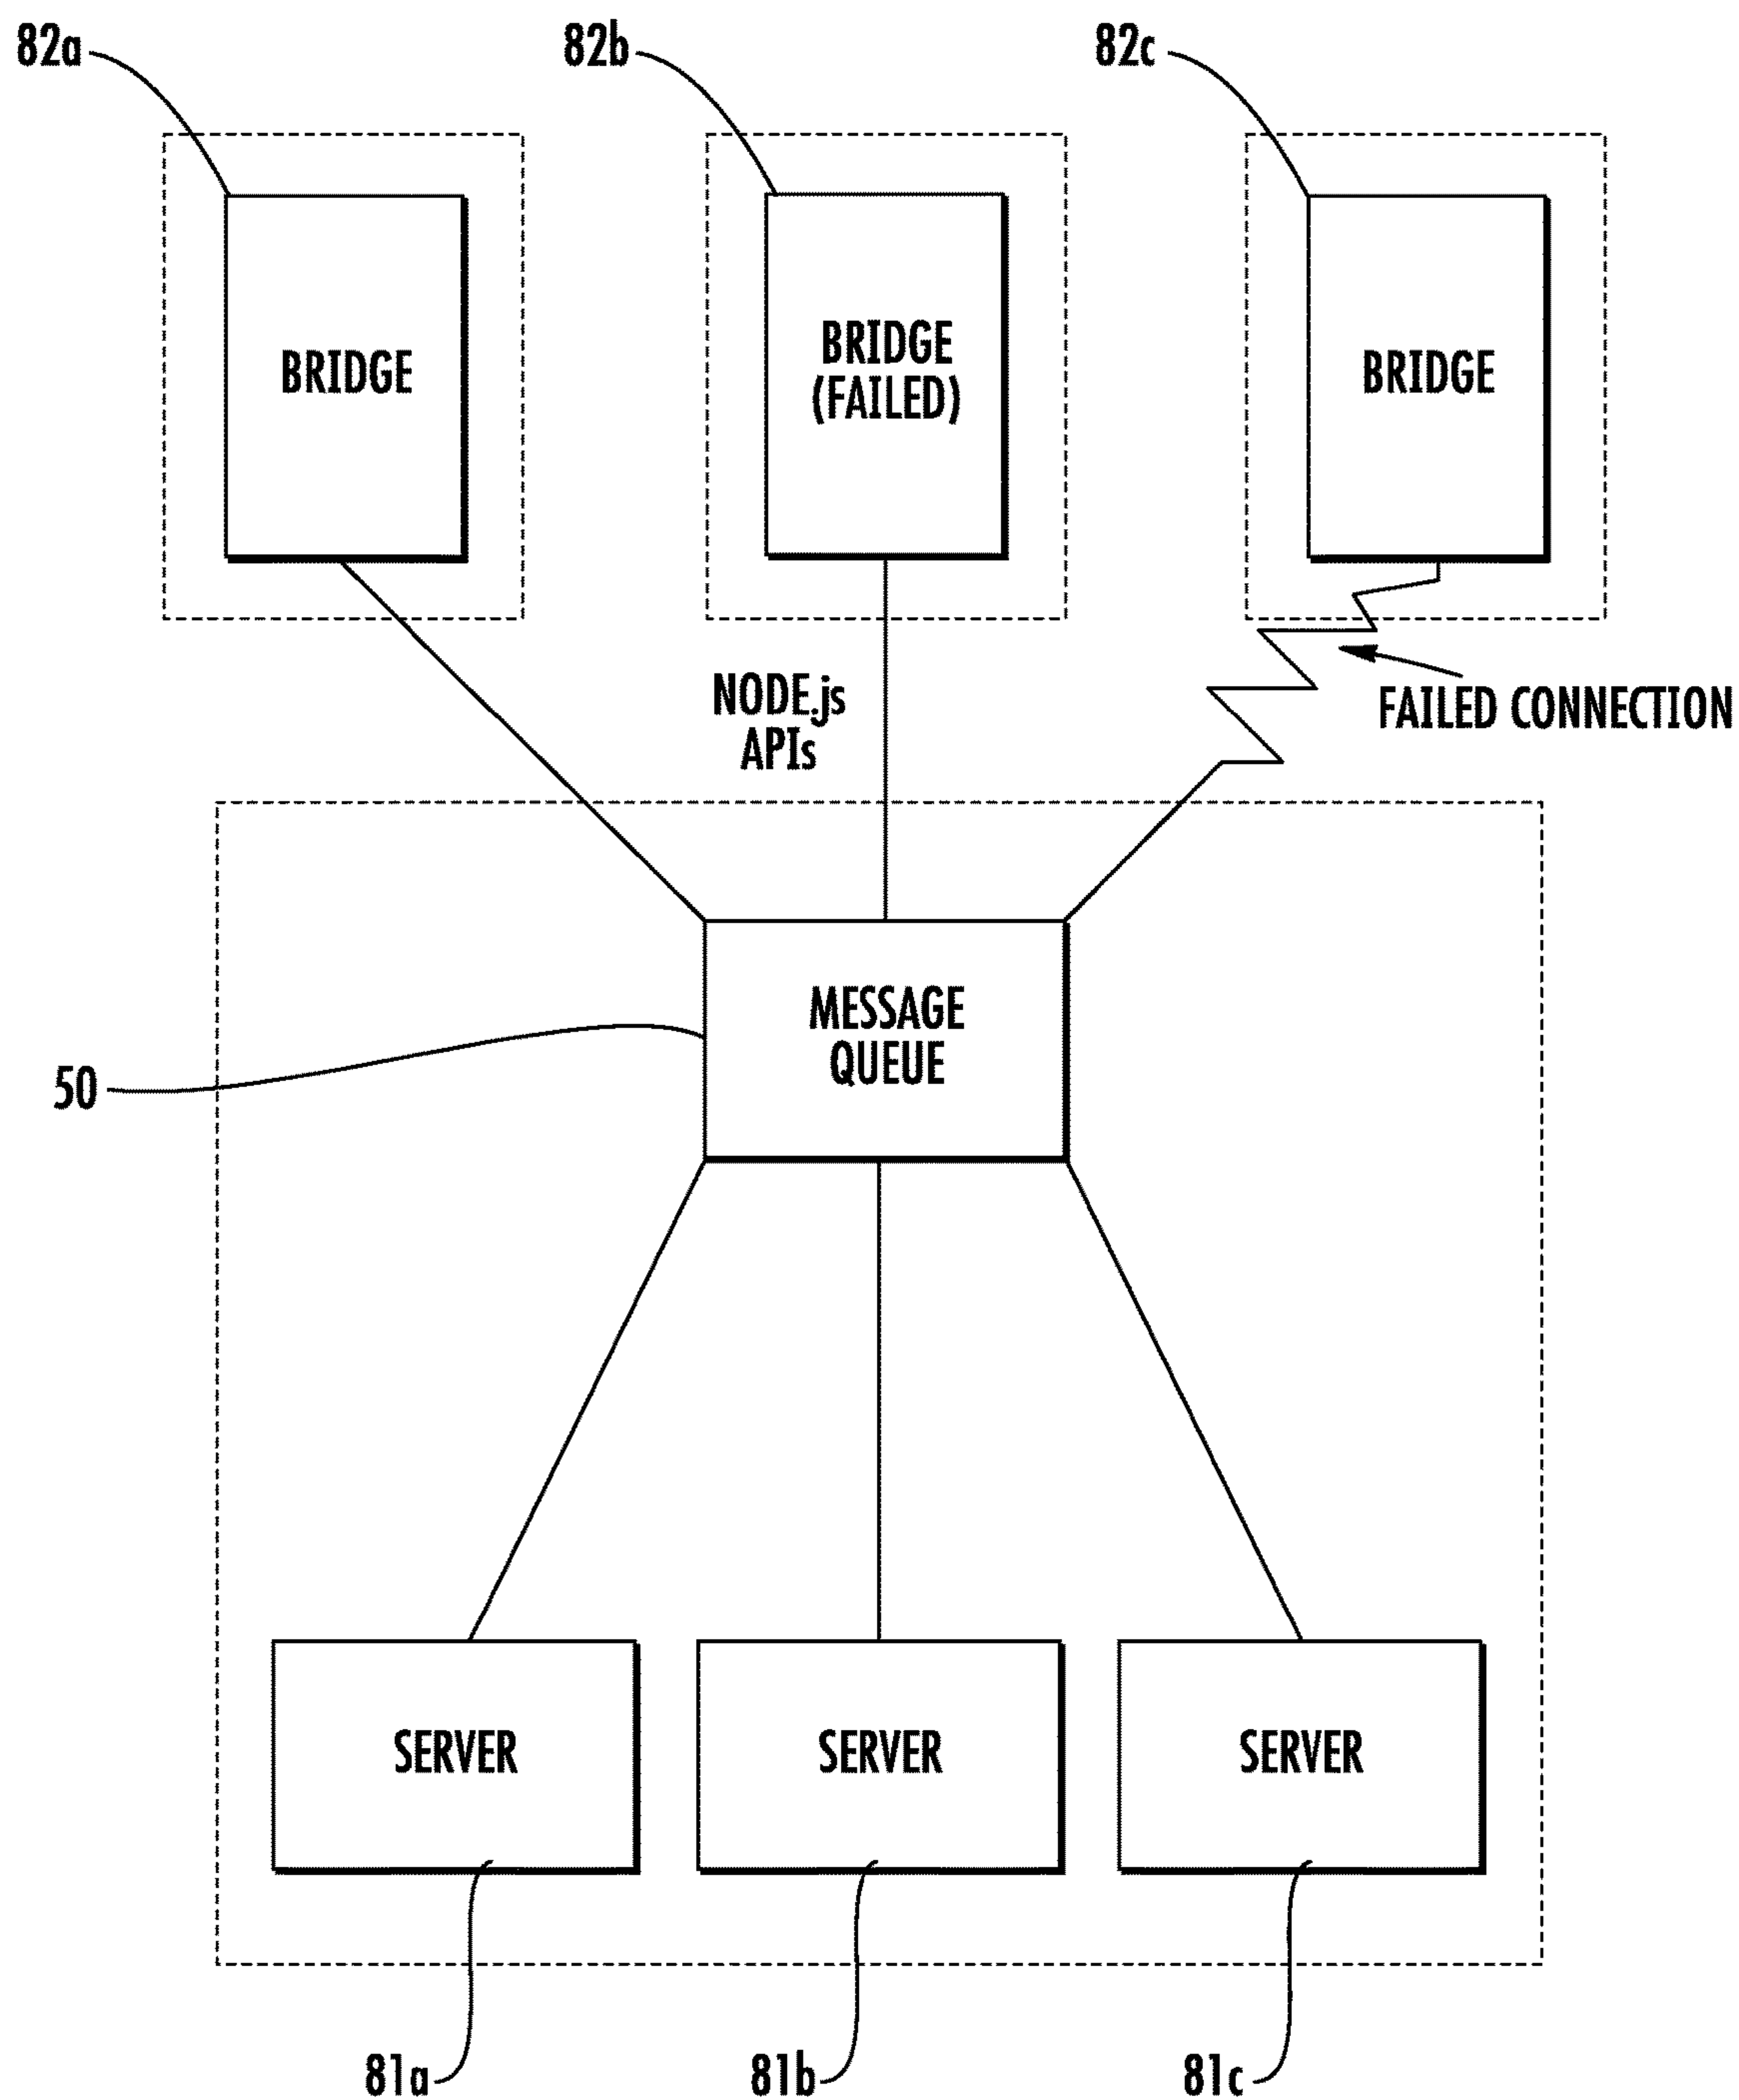 82a
82b
82c
BRIDGE
BRIDGE
(FAILED)
BRIDGE
NODE.js
APIs
FAILED CONNECTION
MESSAGE
QUEUE
50
SERVER
SERVER
SERVER
81a
81b
81c